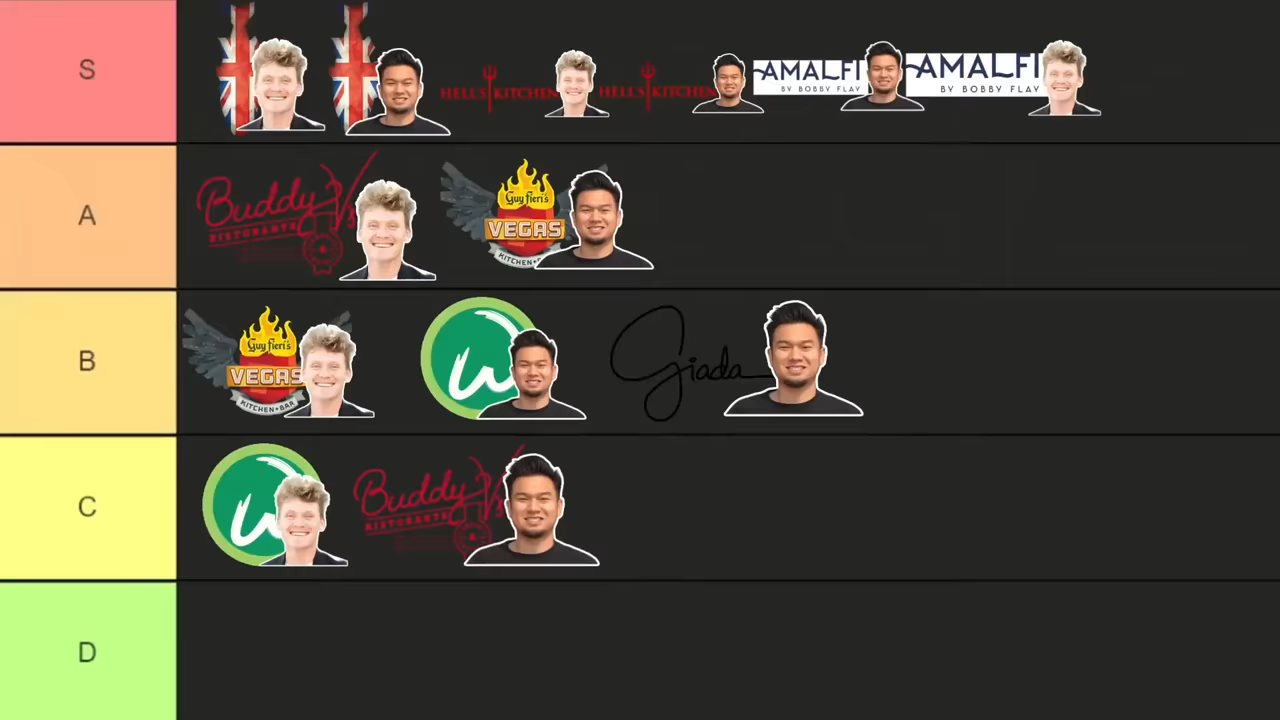 S
HELL'S KITCHEN
HELL'S KITCHEN
AMALFI
BY BOBBY FLAY
AMALFI
BY BOBBY FLAY
A
Buddy V's
RISTORANTE
Guy Fieri's
VEGAS
KITCHEN
B
Guy Fieri's
VEGAS
KITCHEN + BAR
W
Giada
C
W
Buddy V's
RISTORANTE
D